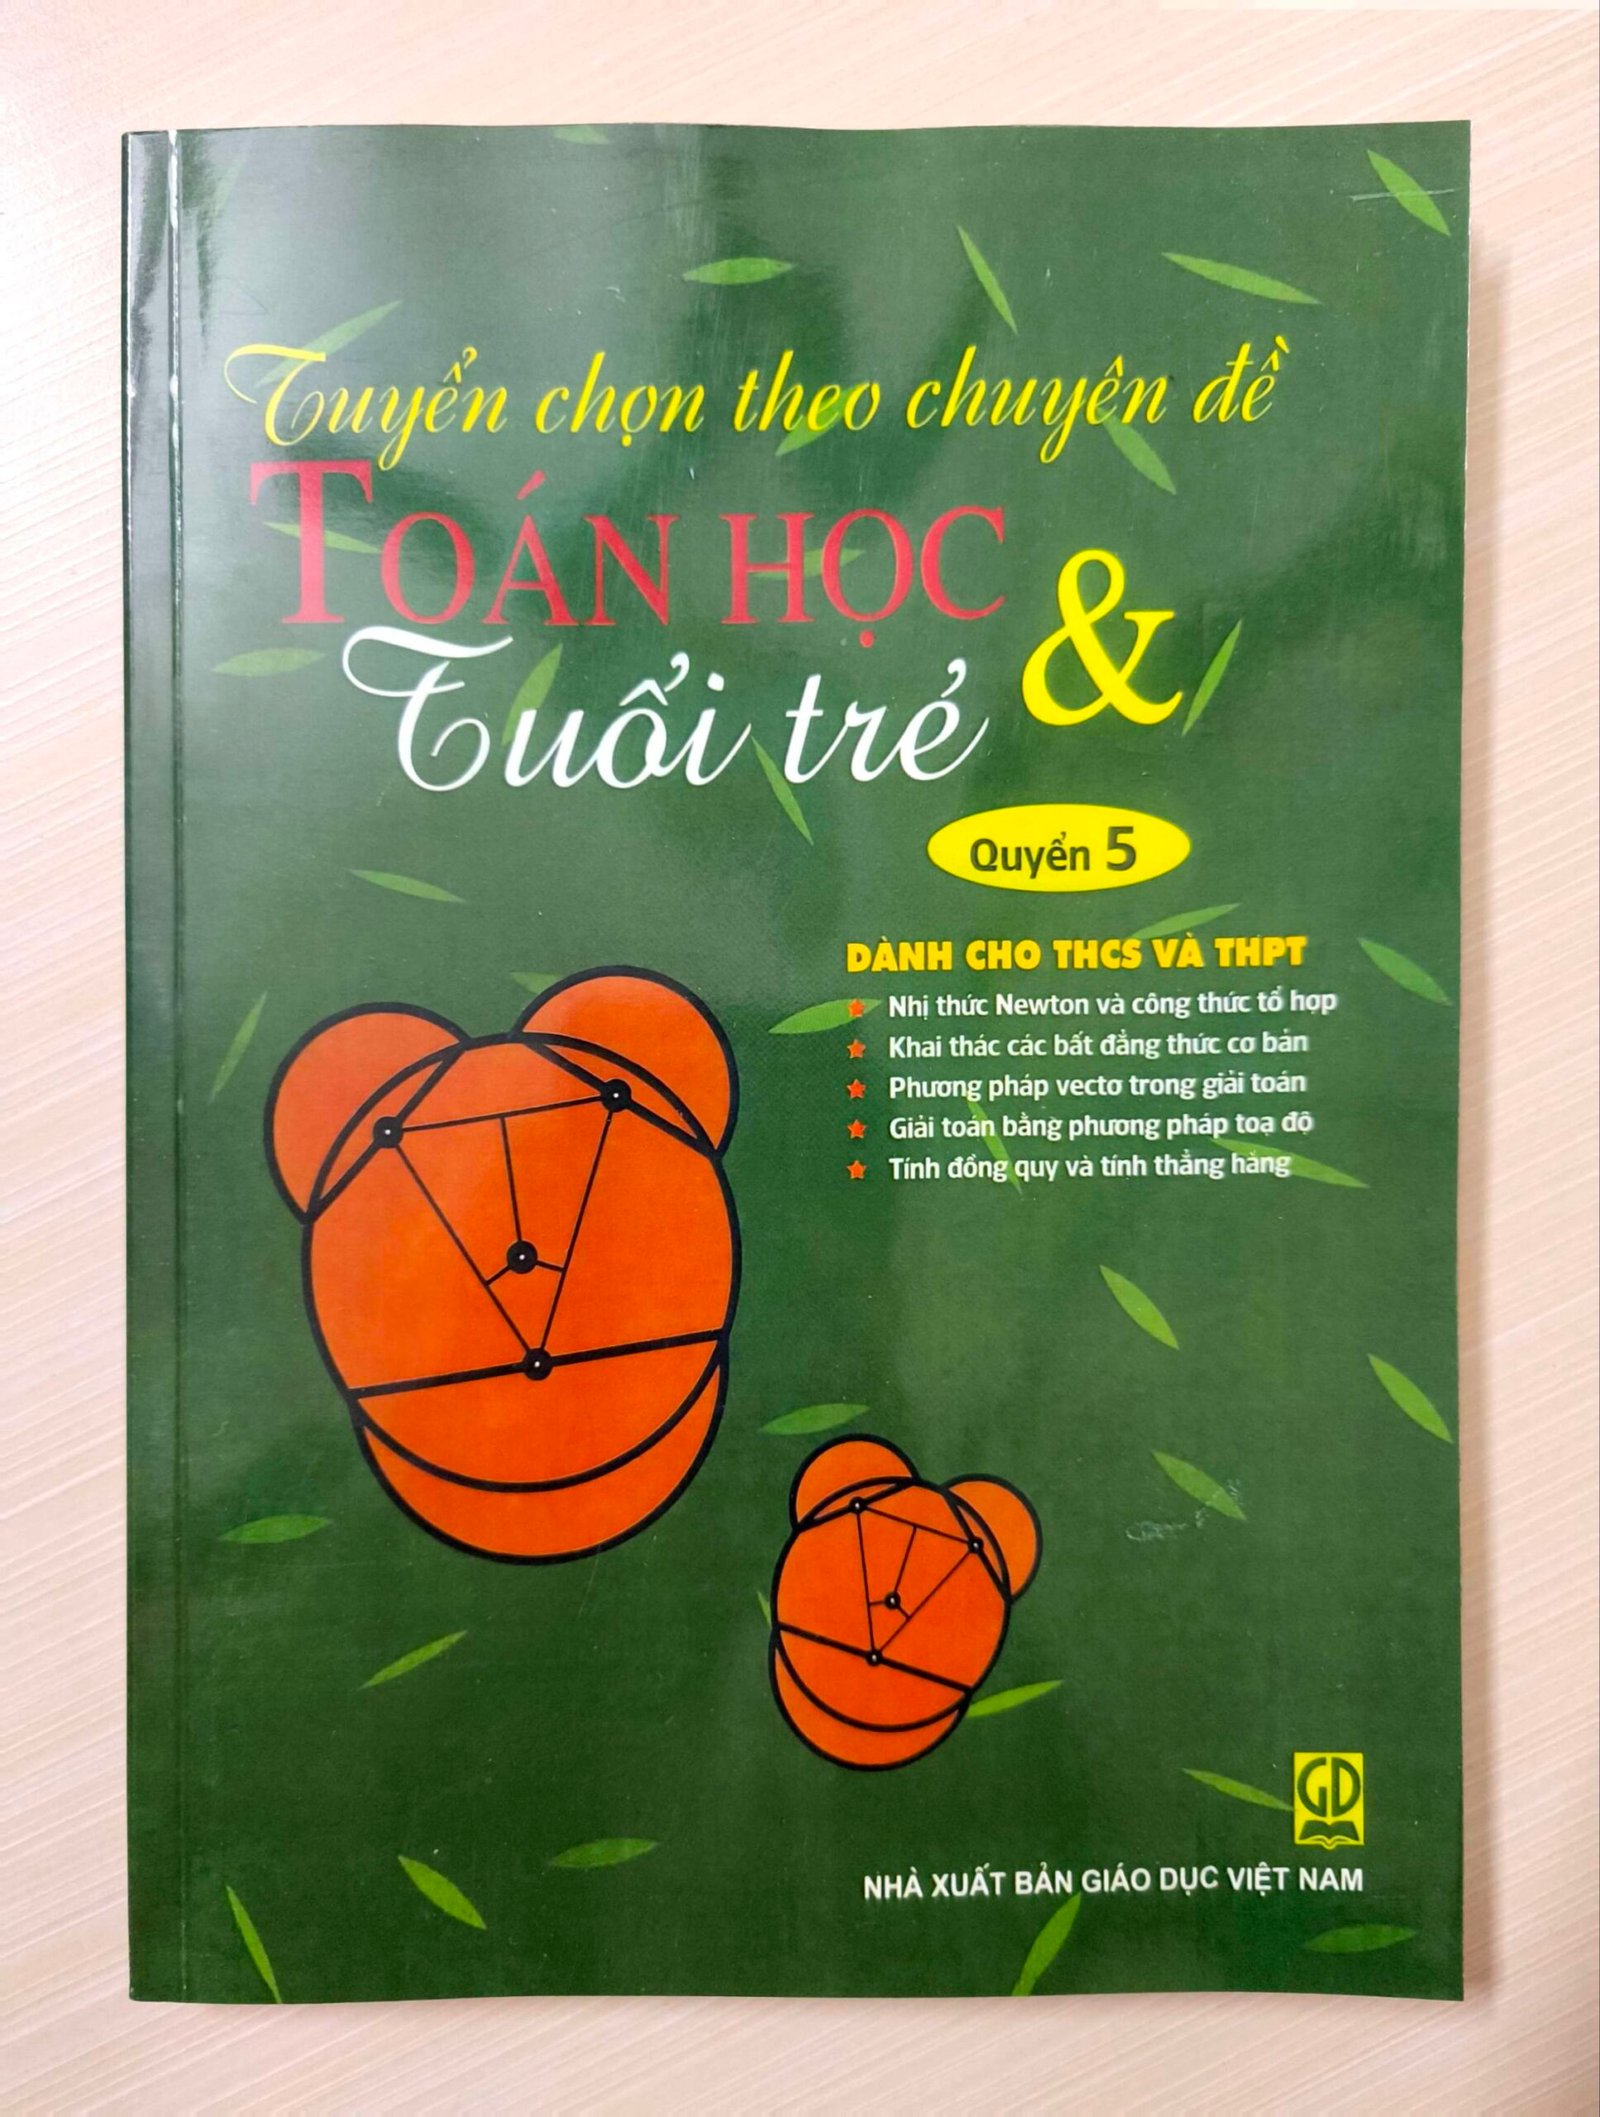 Tuyển chọn theo chuyên đề
TOÁN HỌC
& Tuổi trẻ
Quyển 5
DÀNH CHO THCS VÀ THPT
Nhị thức Newton và công thức tổ hợp
Khai thác các bất đẳng thức cơ bản
Phương pháp vectơ trong giải toán
Giải toán bằng phương pháp toạ độ
Tính đồng quy và tính thẳng hàng
GD
NHÀ XUẤT BẢN GIÁO DỤC VIỆT NAM